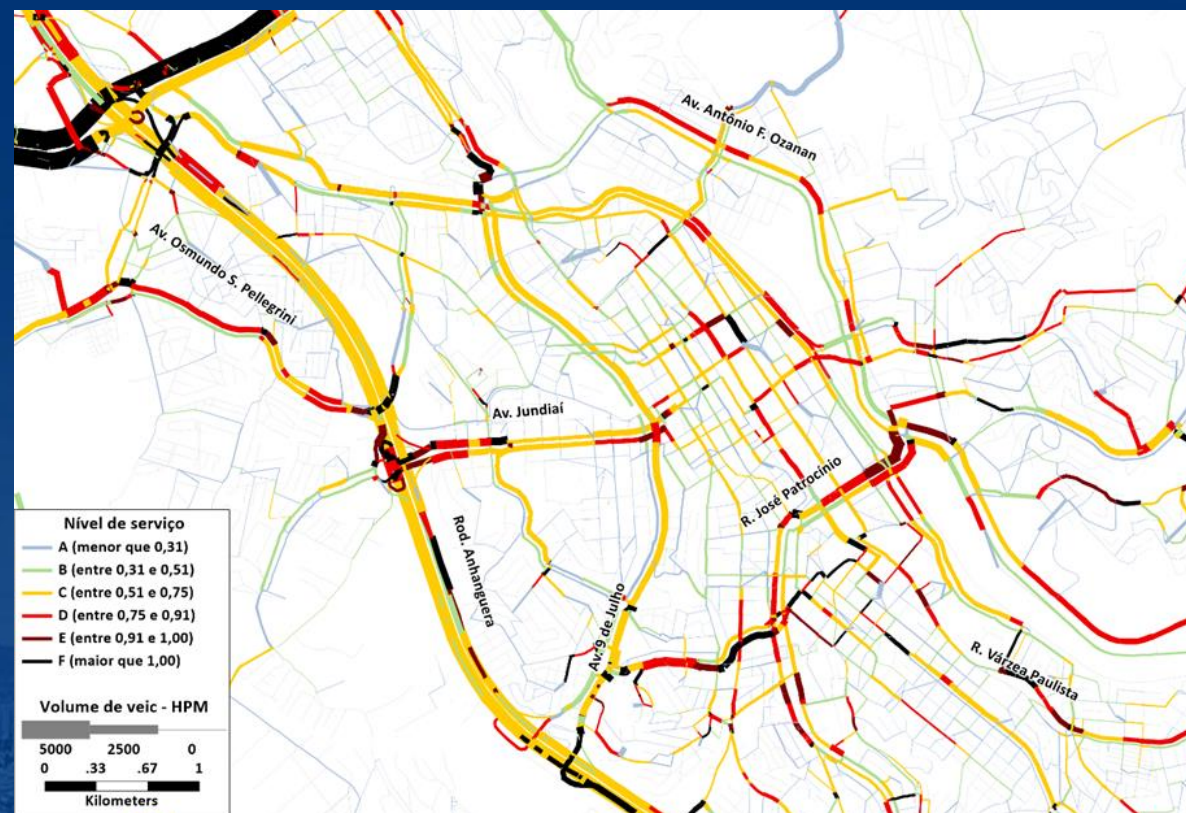 Av. Antônio F. Ozanan
Av. Osmundo S. Pellegrini
Av. Jundiaí
R. José Patrocínio
Rod. Anhanguera
Av. 9 de Julho
R. Várzea Paulista
Nível de serviço
A (menor que 0,31)
B (entre 0,31 e 0,51)
C (entre 0,51 e 0,75)
D (entre 0,75 e 0,91)
E (entre 0,91 e 1,00)
F (maior que 1,00)
Volume de veic - HPM
5000 2500 0
0 .33 .67 1
Kilometers